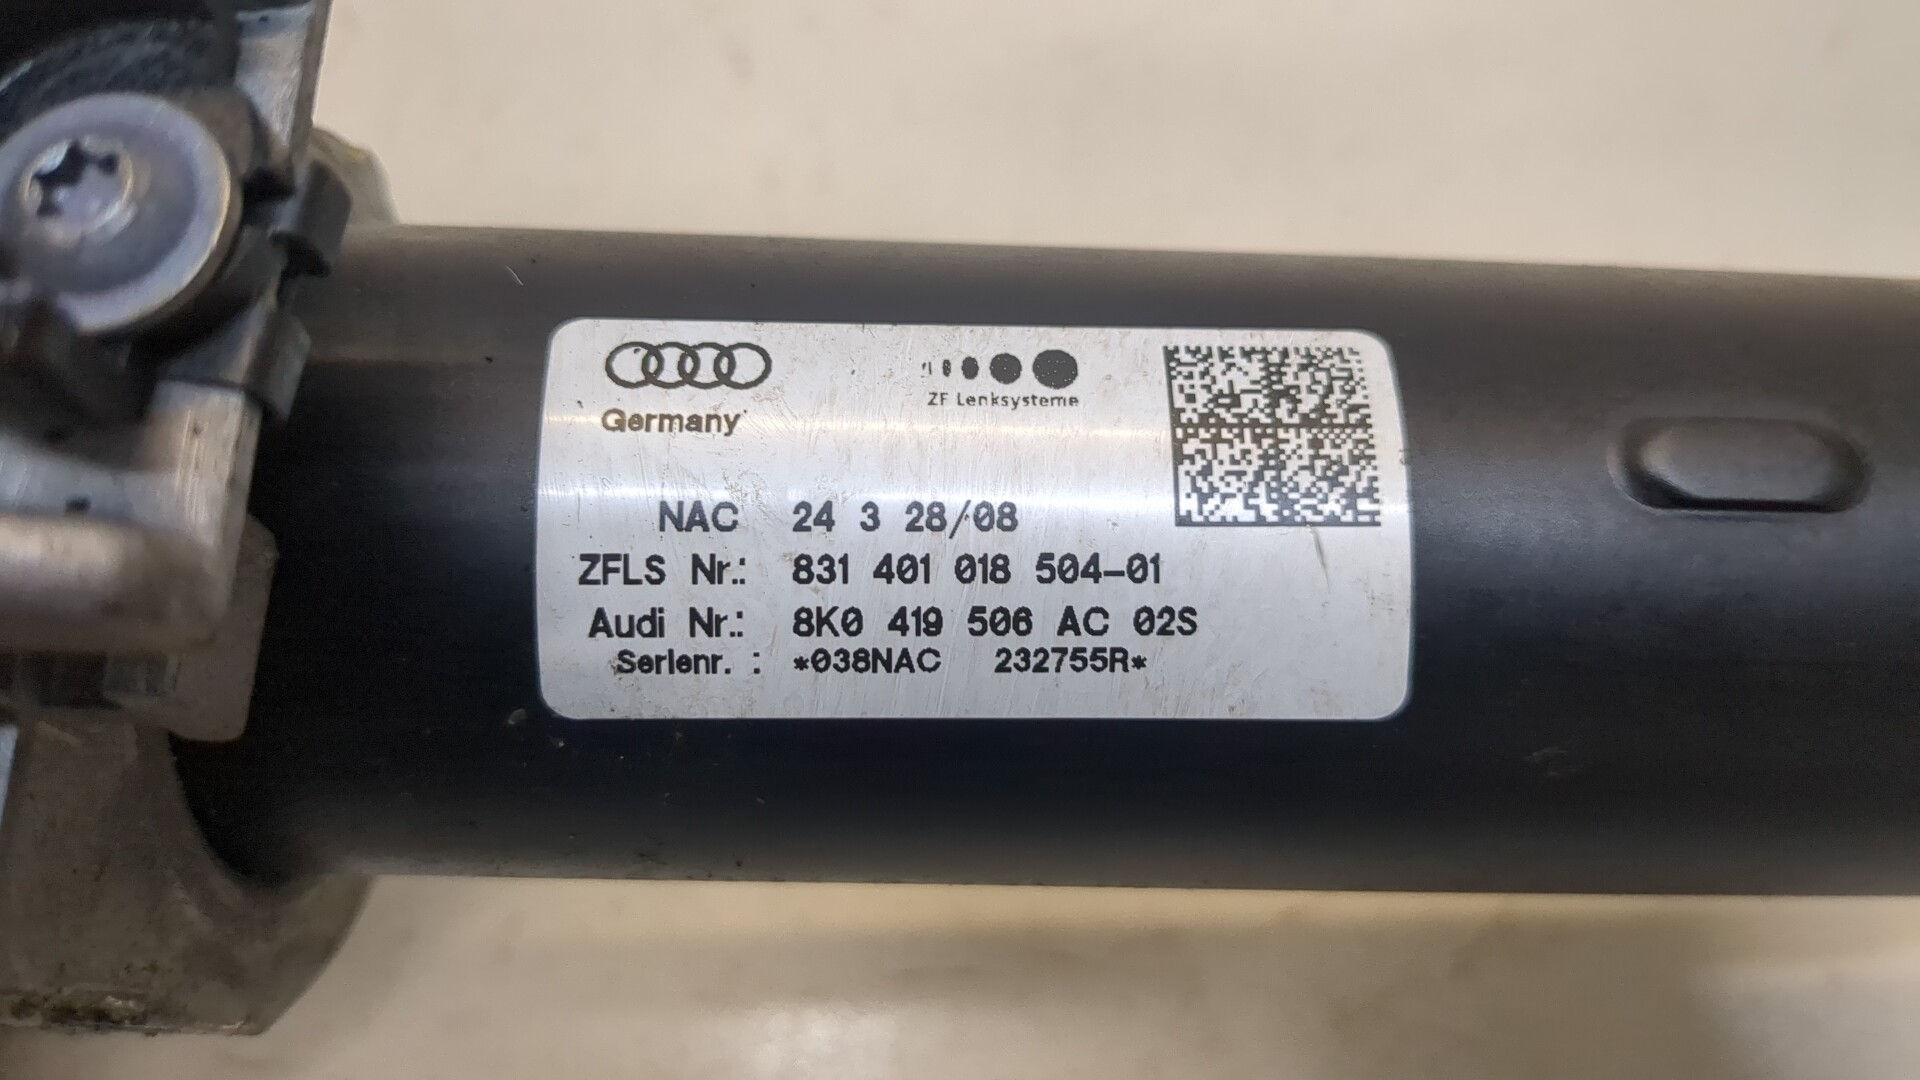 Germany
ZF Lenksysteme
NAC 24 3 28/08
ZFLS Nr.: 831 401 018 504-01
Audi Nr.: 8K0 419 506 AC 02S
Serienr. : *038NAC 232755R*